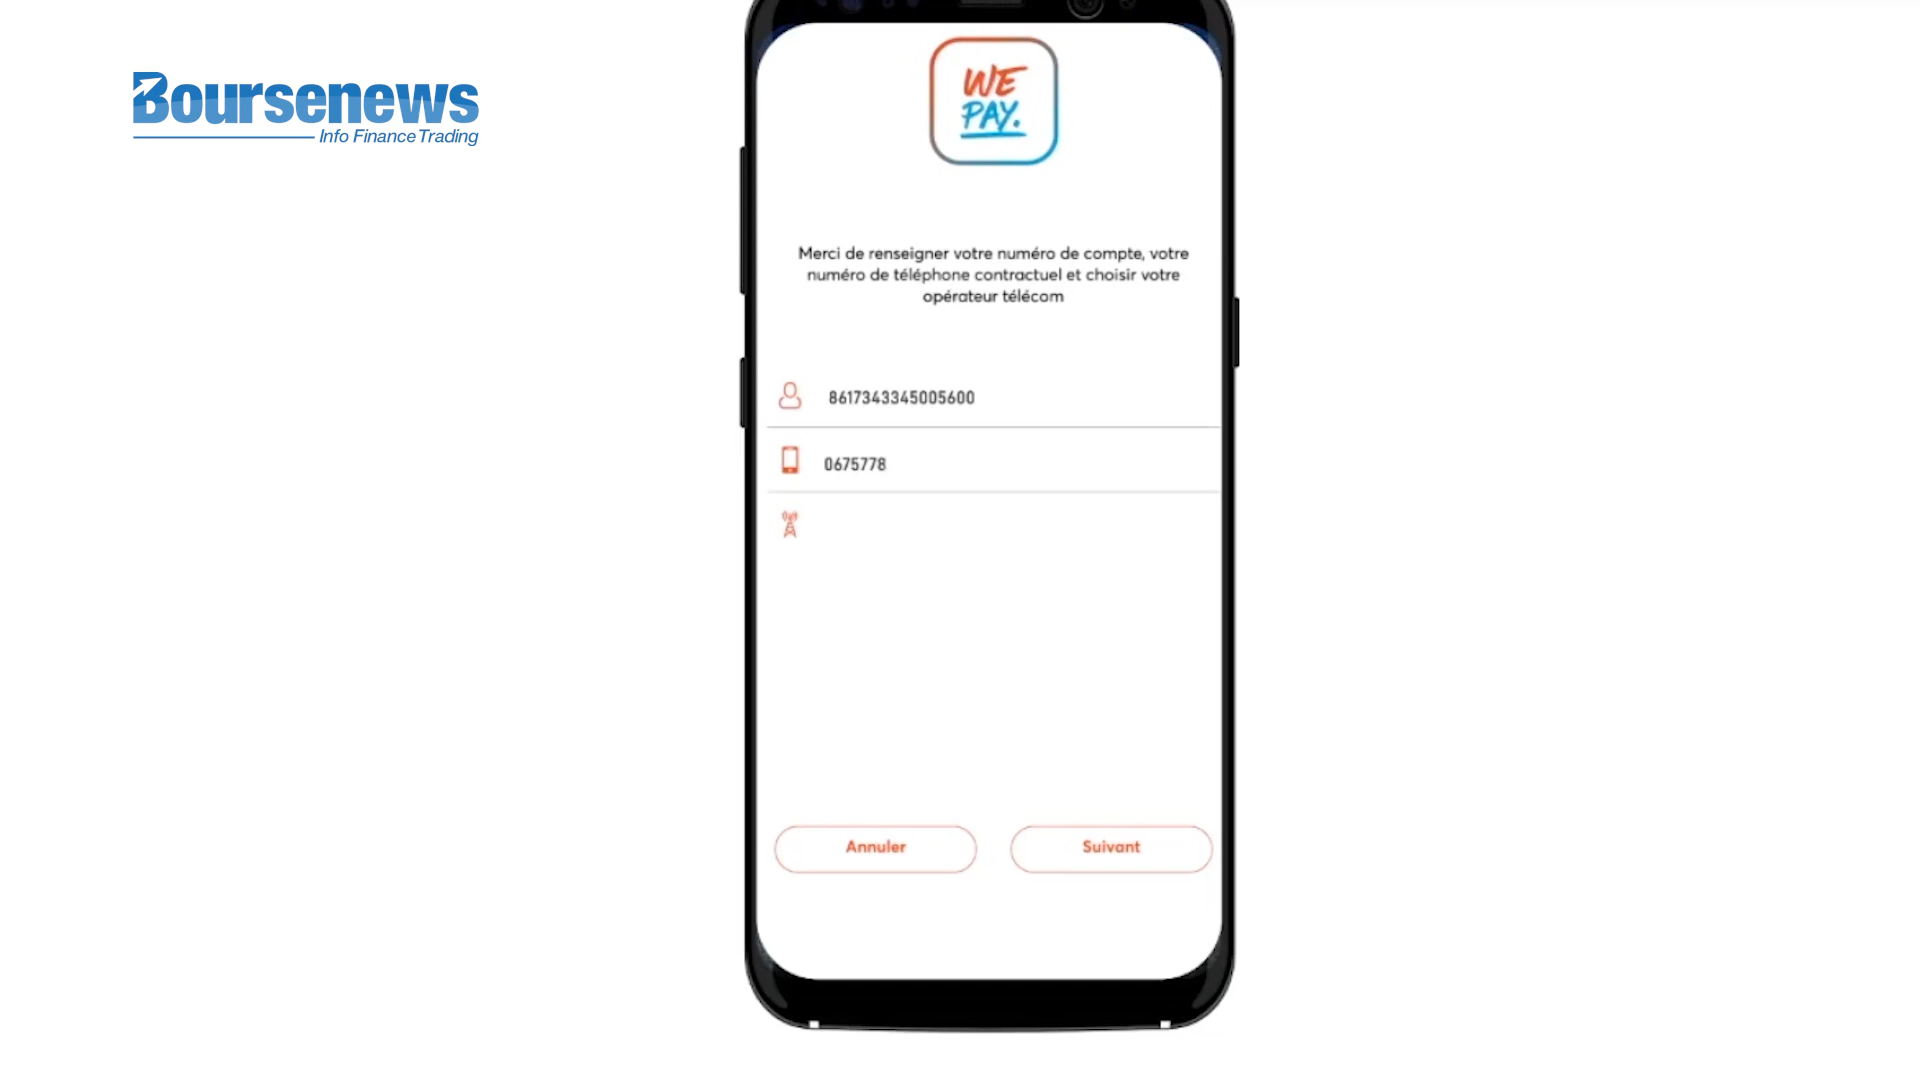 Boursenews
Info Finance Trading
WE
PAY.
Merci de renseigner votre numéro de compte, votre
numéro de téléphone contractuel et choisir votre
opérateur télécom
8617343345005600
0675778
Annuler
Suivant